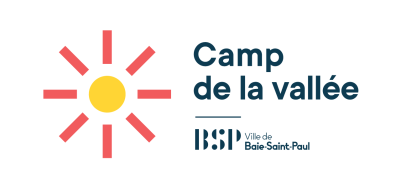 Camp
de la vallée
BSP Ville de
Baie-Saint-Paul